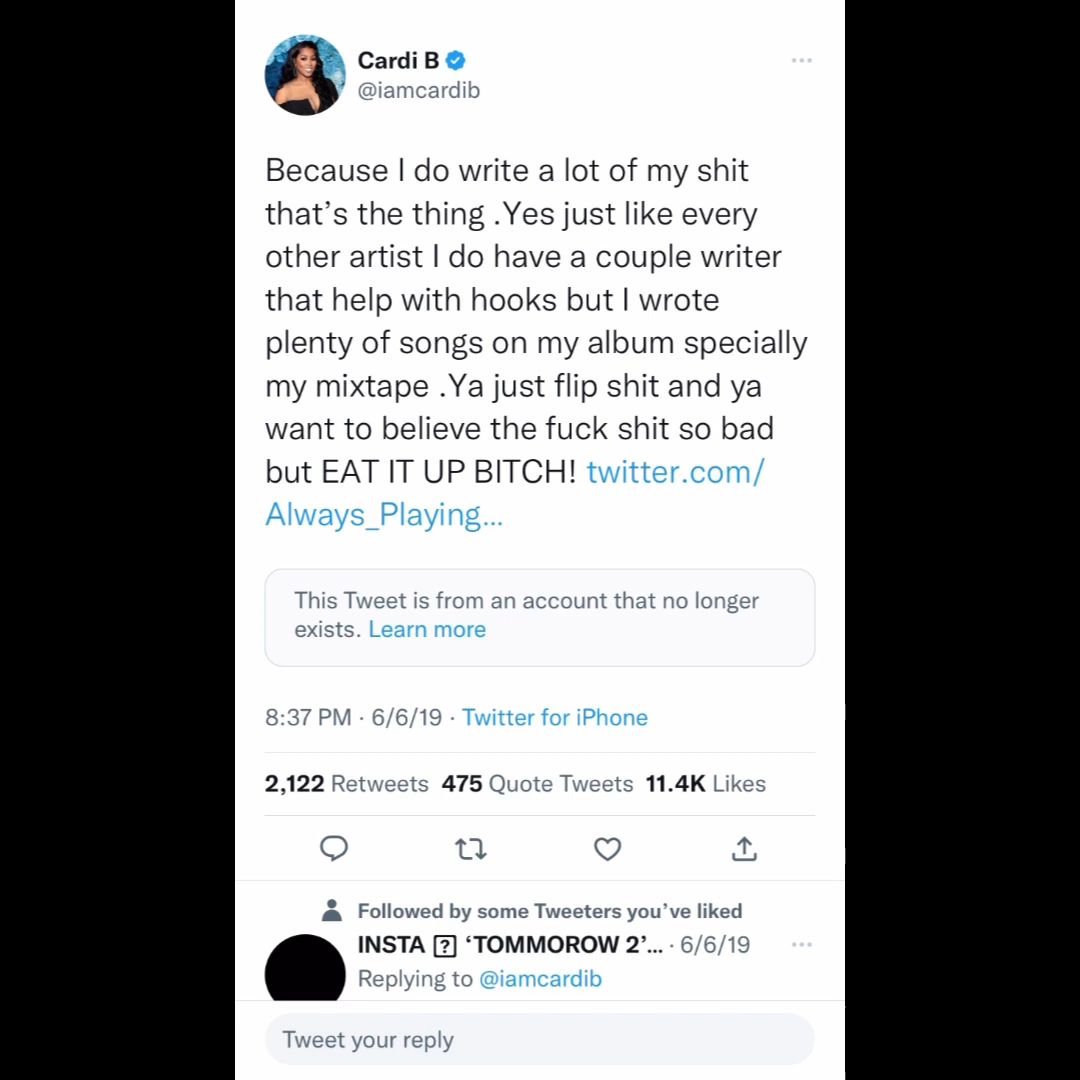 Cardi B
@iamcardib
Because I do write a lot of my shit
that’s the thing .Yes just like every
other artist I do have a couple writer
that help with hooks but I wrote
plenty of songs on my album specially
my mixtape .Ya just flip shit and ya
want to believe the fuck shit so bad
but EAT IT UP BITCH! twitter.com/
Always_Playing...
This Tweet is from an account that no longer
exists. Learn more
8:37 PM · 6/6/19 · Twitter for iPhone
2,122 Retweets 475 Quote Tweets 11.4K Likes
Followed by some Tweeters you’ve liked
INSTA ‘TOMMOROW 2’... · 6/6/19
Replying to @iamcardib
Tweet your reply